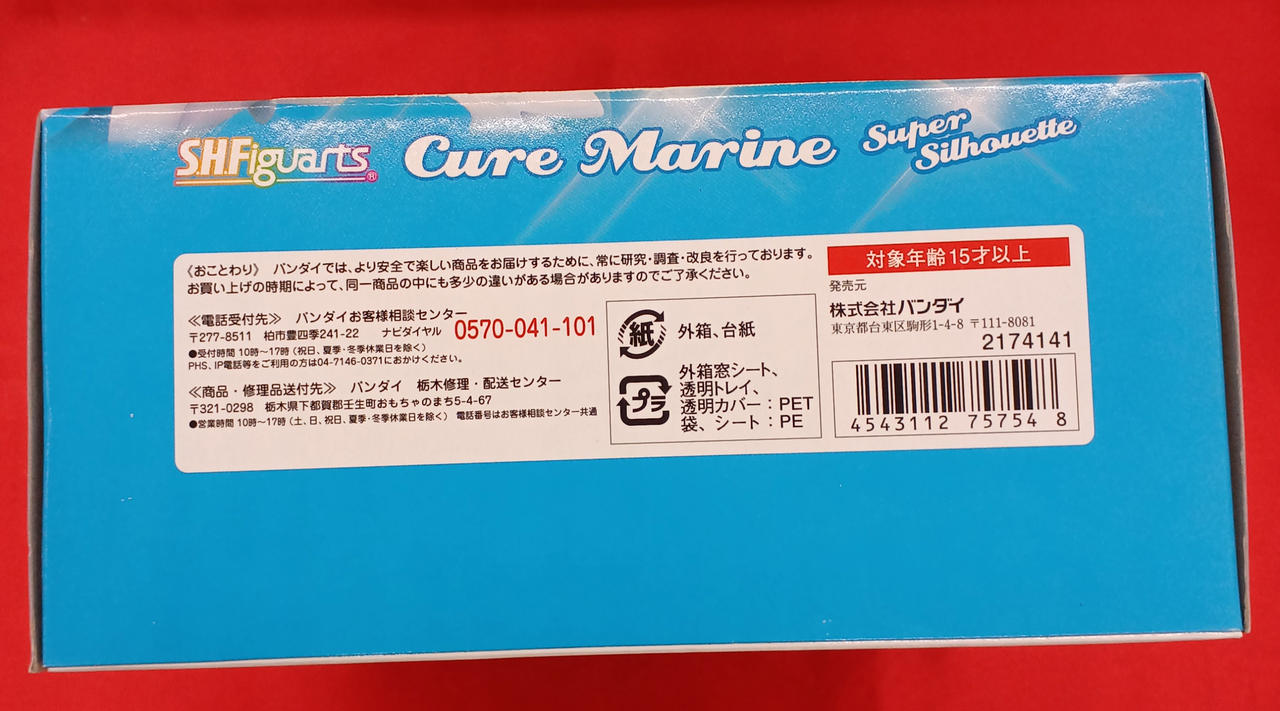 S.H.Figuarts®
Cure Marine
Super
Silhouette
《おことわり》 バンダイでは、より安全で楽しい商品をお届けするために、常に研究・調査・改良を行っております。
お買い上げの時期によって、同一商品の中にも多少の違いがある場合がありますのでご了承ください。
≪電話受付先≫ バンダイお客様相談センター
〒277-8511 柏市豊四季241-22 ナビダイヤル 0570-041-101
●受付時間 10時〜17時(祝日、夏季・冬季休業日を除く)
PHS、IP電話等をご利用の方は04-7146-0371におかけください。
≪商品・修理品送付先≫ バンダイ 栃木修理・配送センター
〒321-0298 栃木県下都賀郡壬生町おもちゃのまち5-4-67
●営業時間 10時〜17時(土、日、祝日、夏季・冬季休業日を除く) 電話番号はお客様相談センター共通
紙 外箱、台紙
プラ
外箱窓シート、
透明トレイ、
透明カバー：PET
袋、シート：PE
対象年齢15才以上
発売元
株式会社バンダイ
東京都台東区駒形1-4-8 〒111-8081
2174141
4543112 75754 8